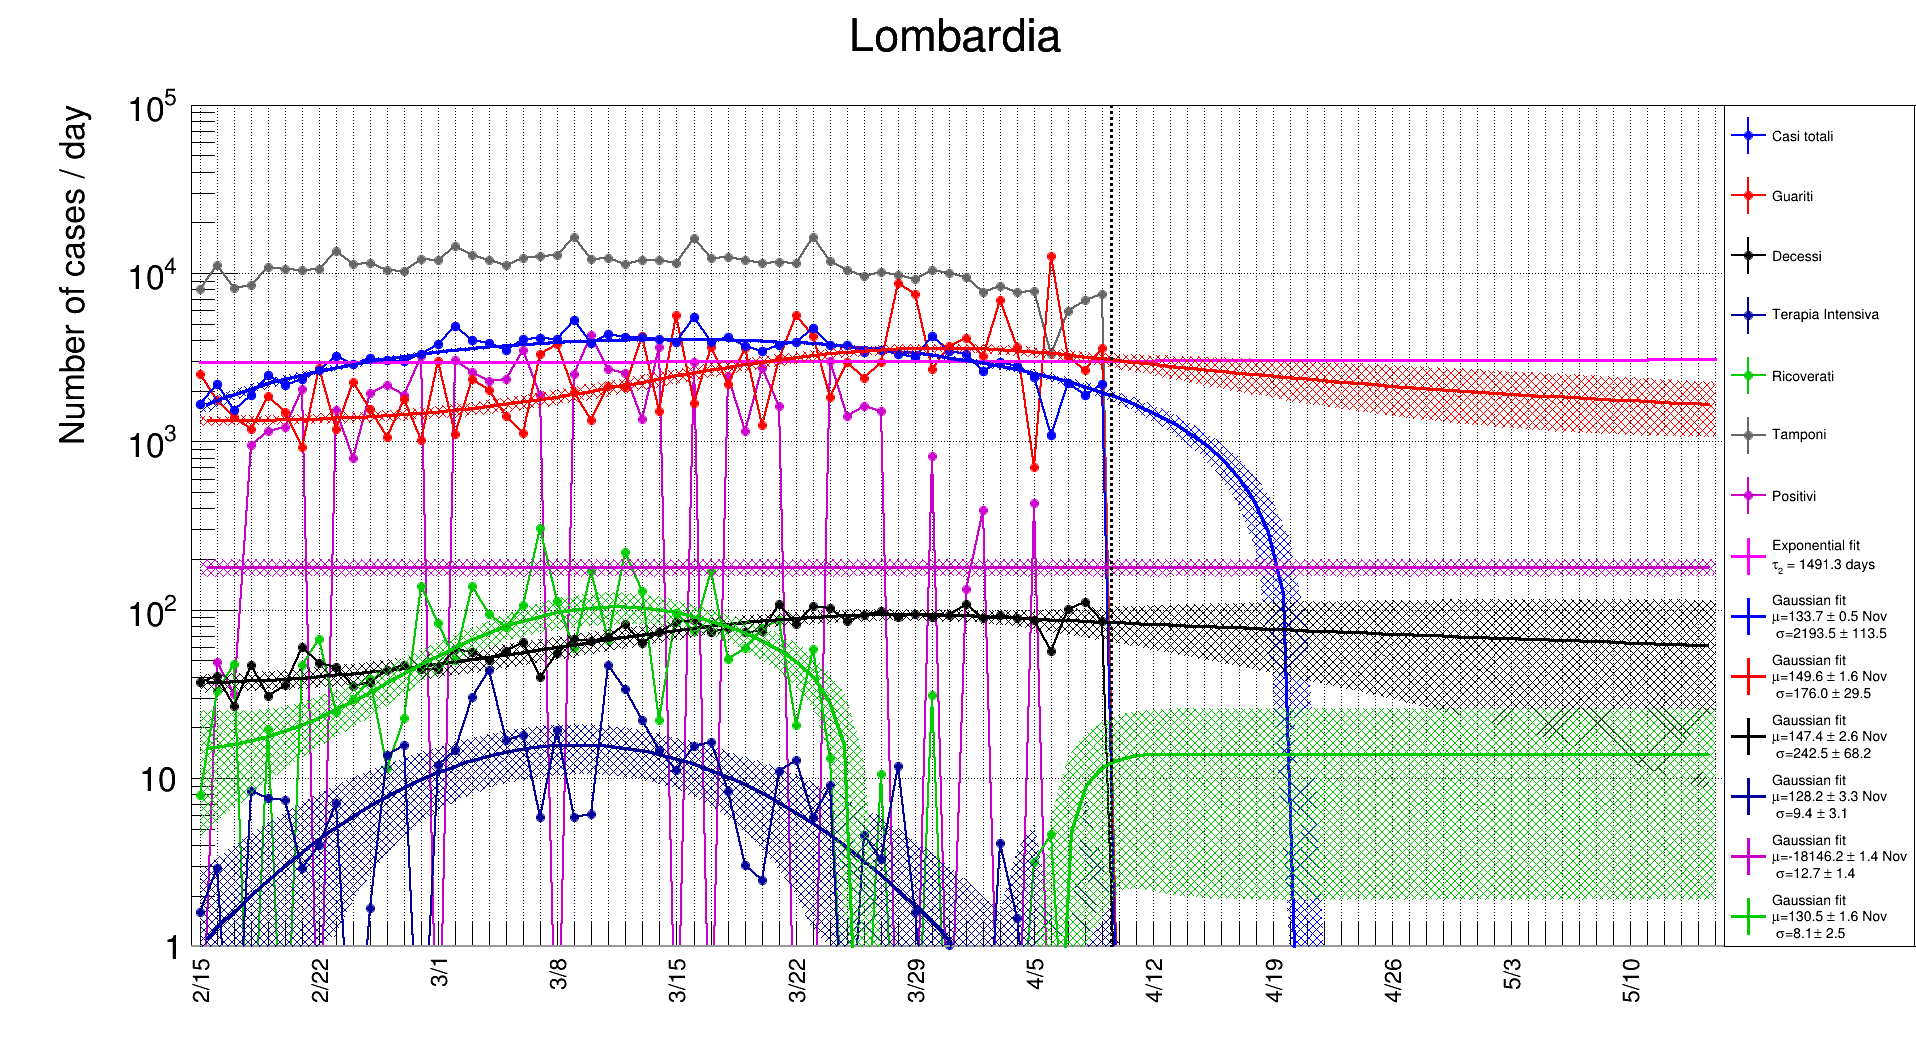 Lombardia
Number of cases / day
10^5
10^4
10^3
10^2
10
1
2/15
2/22
3/1
3/8
3/15
3/22
3/29
4/5
4/12
4/19
4/26
5/3
5/10
Casi totali
Guariti
Decessi
Terapia Intensiva
Ricoverati
Tamponi
Positivi
Exponential fit
τ_2 = 1491.3 days
Gaussian fit
μ=133.7 ± 0.5 Nov
σ=2193.5 ± 113.5
Gaussian fit
μ=149.6 ± 1.6 Nov
σ=176.0 ± 29.5
Gaussian fit
μ=147.4 ± 2.6 Nov
σ=242.5 ± 68.2
Gaussian fit
μ=128.2 ± 3.3 Nov
σ=9.4 ± 3.1
Gaussian fit
μ=-18146.2 ± 1.4 Nov
σ=12.7 ± 1.4
Gaussian fit
μ=130.5 ± 1.6 Nov
σ=8.1 ± 2.5